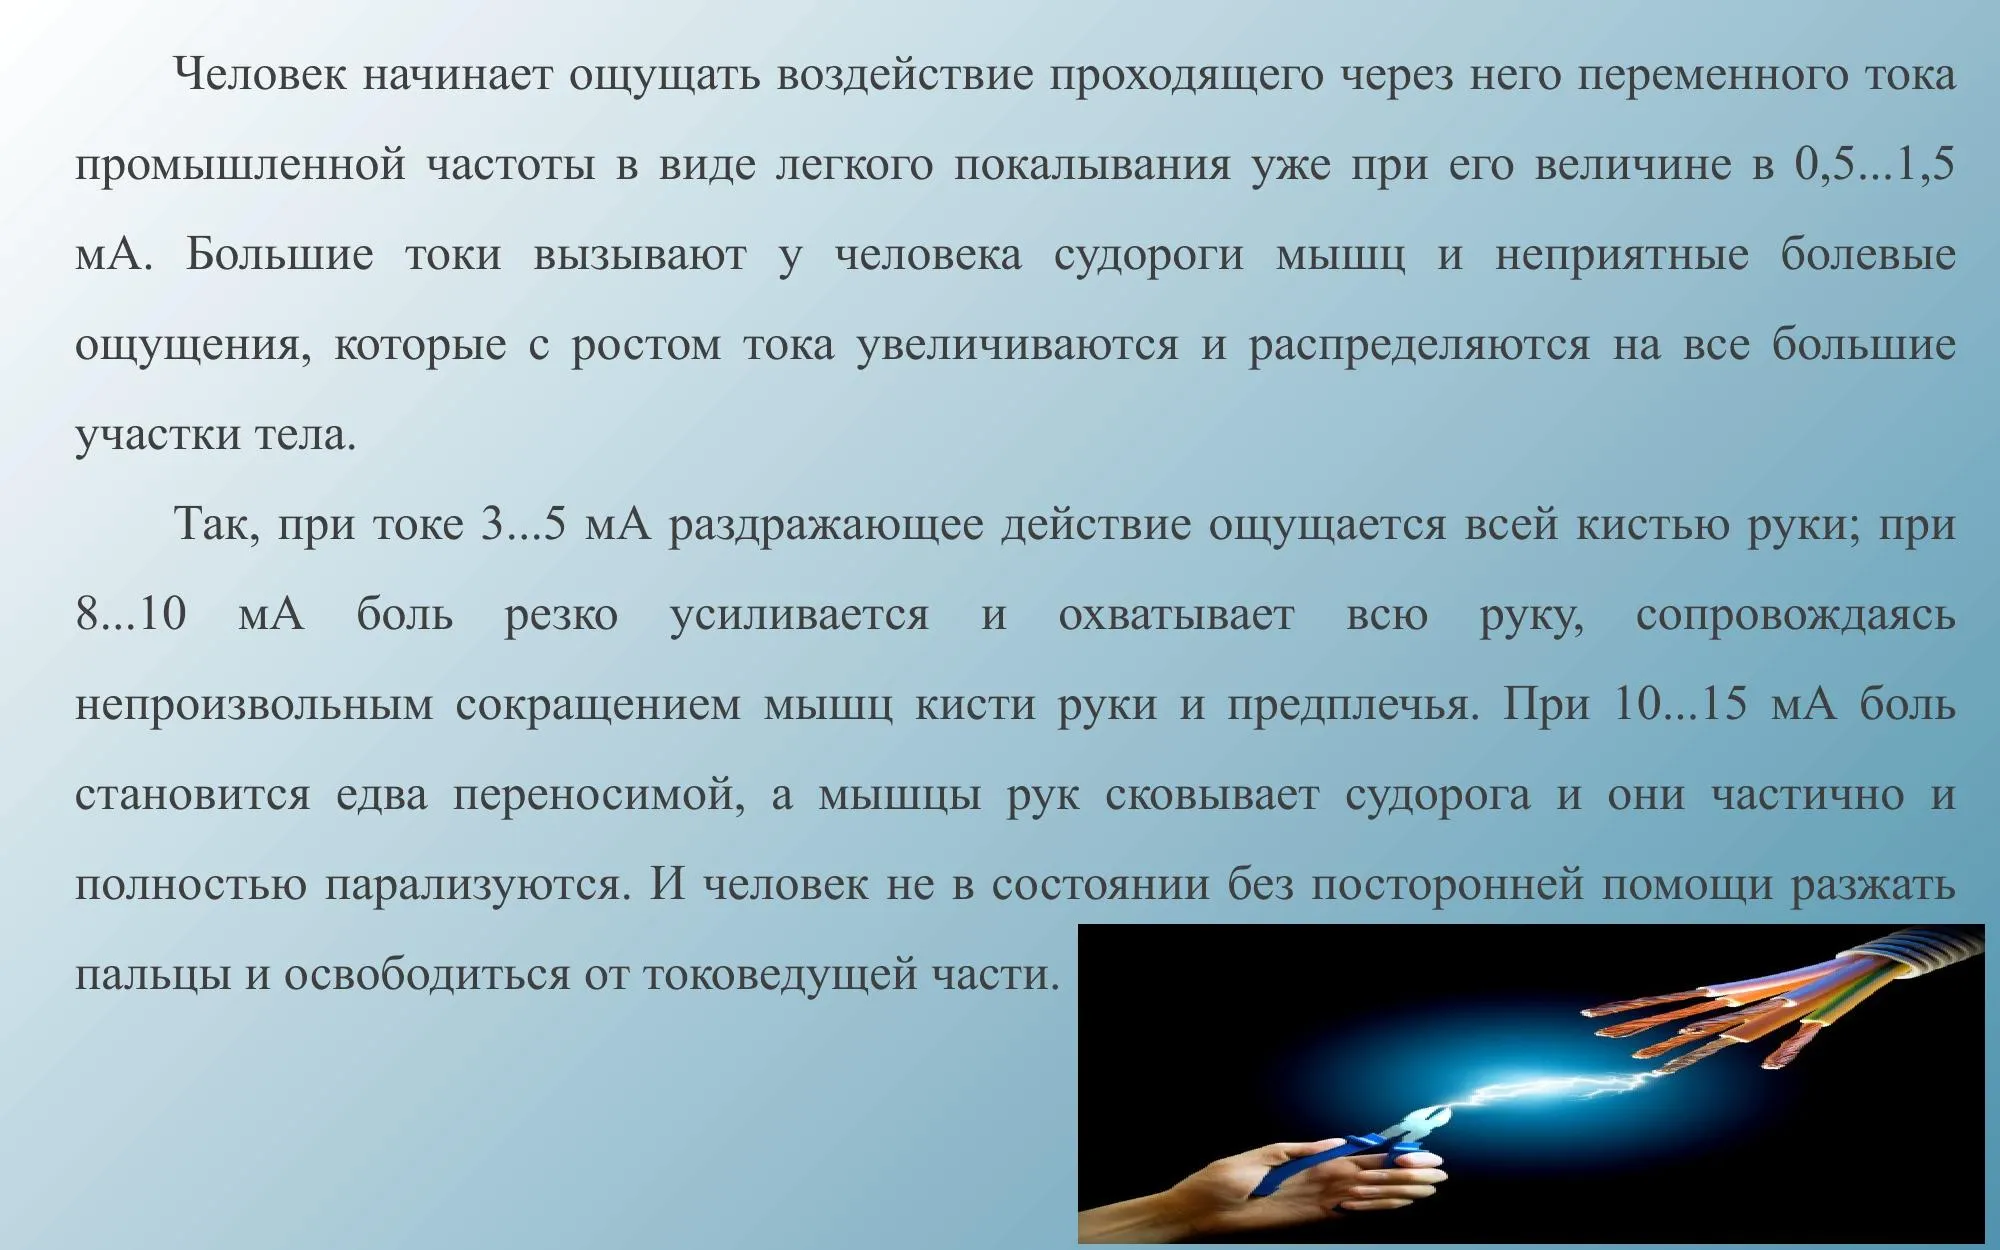 Человек начинает ощущать воздействие проходящего через него переменного тока
промышленной частоты в виде легкого покалывания уже при его величине в 0,5...1,5
мА. Большие токи вызывают у человека судороги мышц и неприятные болевые
ощущения, которые с ростом тока увеличиваются и распределяются на все большие
участки тела.
Так, при токе 3...5 мА раздражающее действие ощущается всей кистью руки; при
8...10 мА боль резко усиливается и охватывает всю руку, сопровождаясь
непроизвольным сокращением мышц кисти руки и предплечья. При 10...15 мА боль
становится едва переносимой, а мышцы рук сковывает судорога и они частично и
полностью парализуются. И человек не в состоянии без посторонней помощи разжать
пальцы и освободиться от токоведущей части.